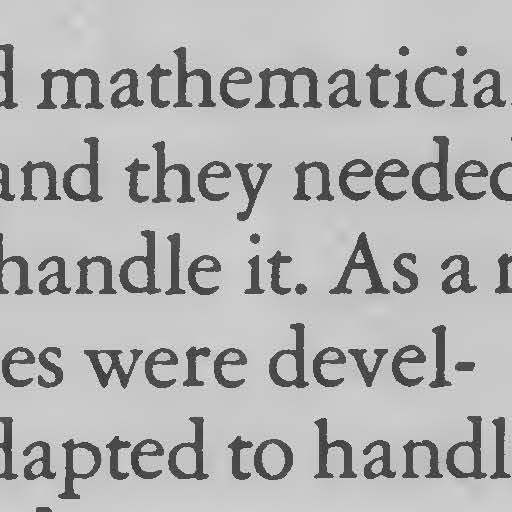 d mathematicia
and they needed
handle it. As a
es were devel-
dapted to handl